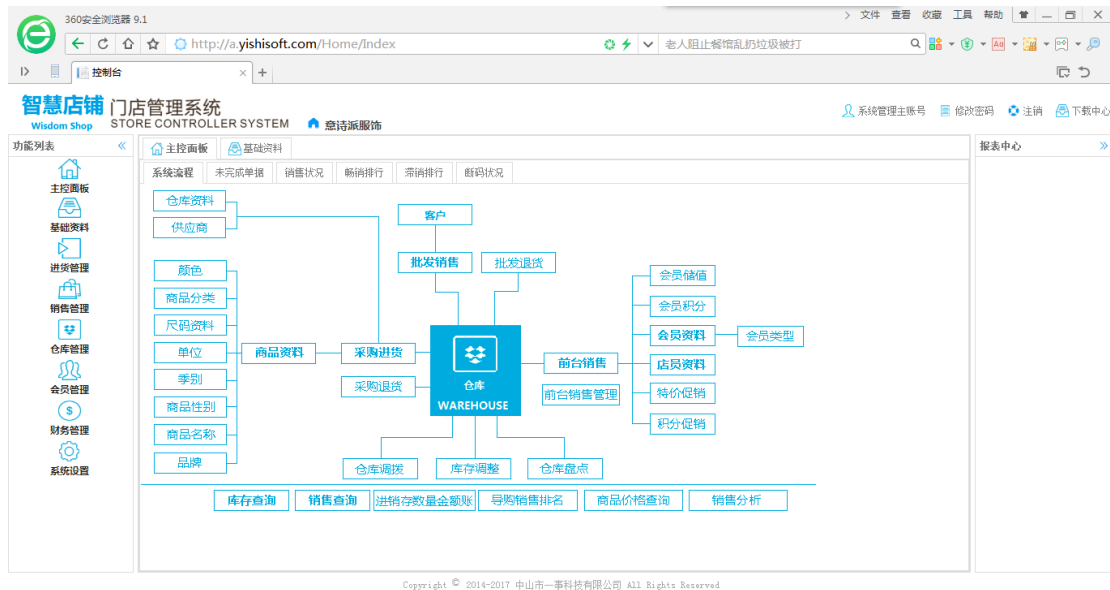 360安全浏览器 9.1
文件 查看 收藏 工具 帮助
http://a.yishisoft.com/Home/Index
老人阻止餐馆乱扔垃圾被打
控制台
智慧店铺 门店管理系统
Wisdom Shop STORE CONTROLLER SYSTEM 意诗派服饰
系统管理主账号 修改密码 注销 下载中心
功能列表
主控面板 基础资料
报表中心
系统流程 未完成单据 销售状况 畅销排行 滞销排行 断码状况
主控面板
基础资料
进货管理
销售管理
仓库管理
会员管理
财务管理
系统设置
仓库资料
供应商
客户
批发销售 批发退货
颜色
商品分类
尺码资料
单位
季别
商品性别
商品名称
品牌
商品资料
采购进货
采购退货
仓库
WAREHOUSE
前台销售
前台销售管理
会员储值
会员积分
会员资料
会员类型
店员资料
特价促销
积分促销
仓库调拨 库存调整 仓库盘点
库存查询 销售查询 进销存数量金额账 导购销售排名 商品价格查询 销售分析
Copyright © 2014-2017 中山市一事科技有限公司 All Rights Reserved